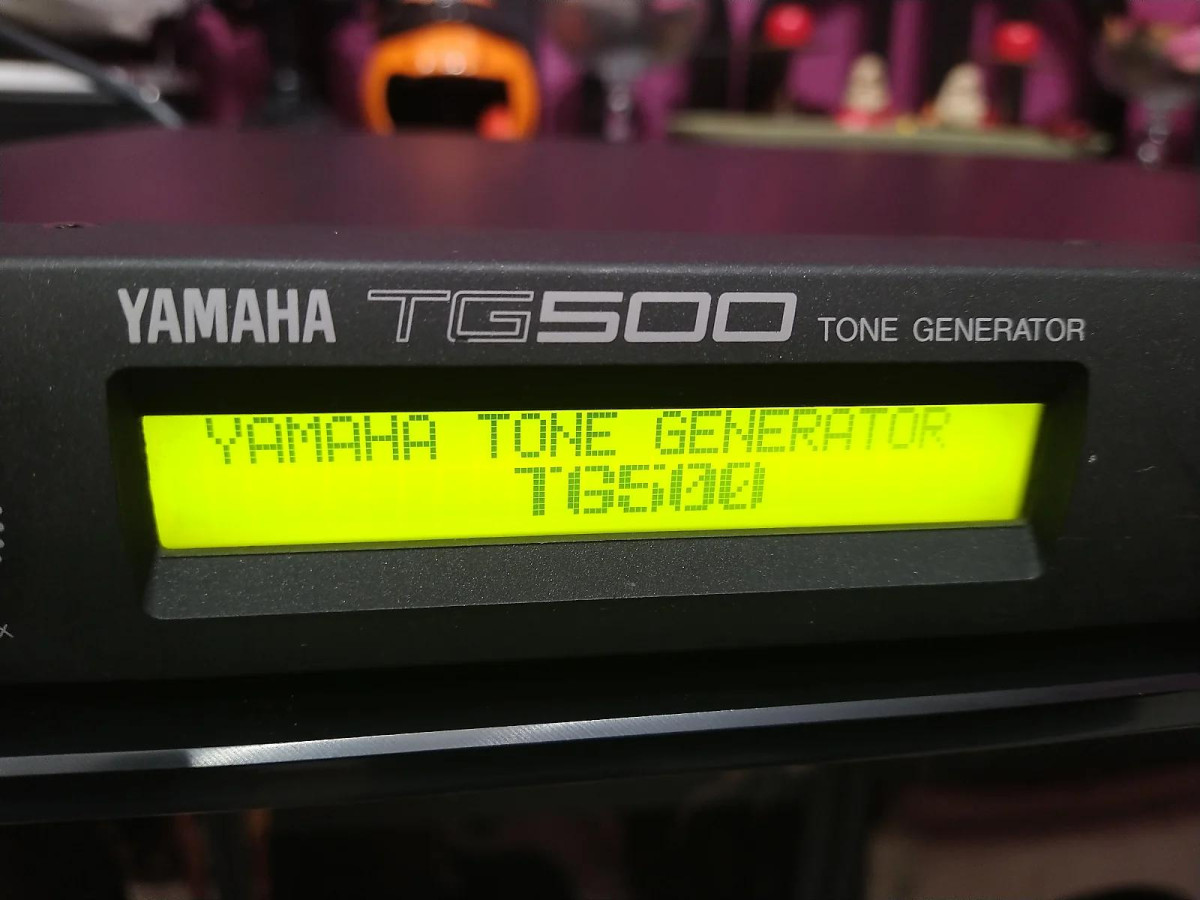 YAMAHA TG500 TONE GENERATOR
YAMAHA TONE GENERATOR
TG500